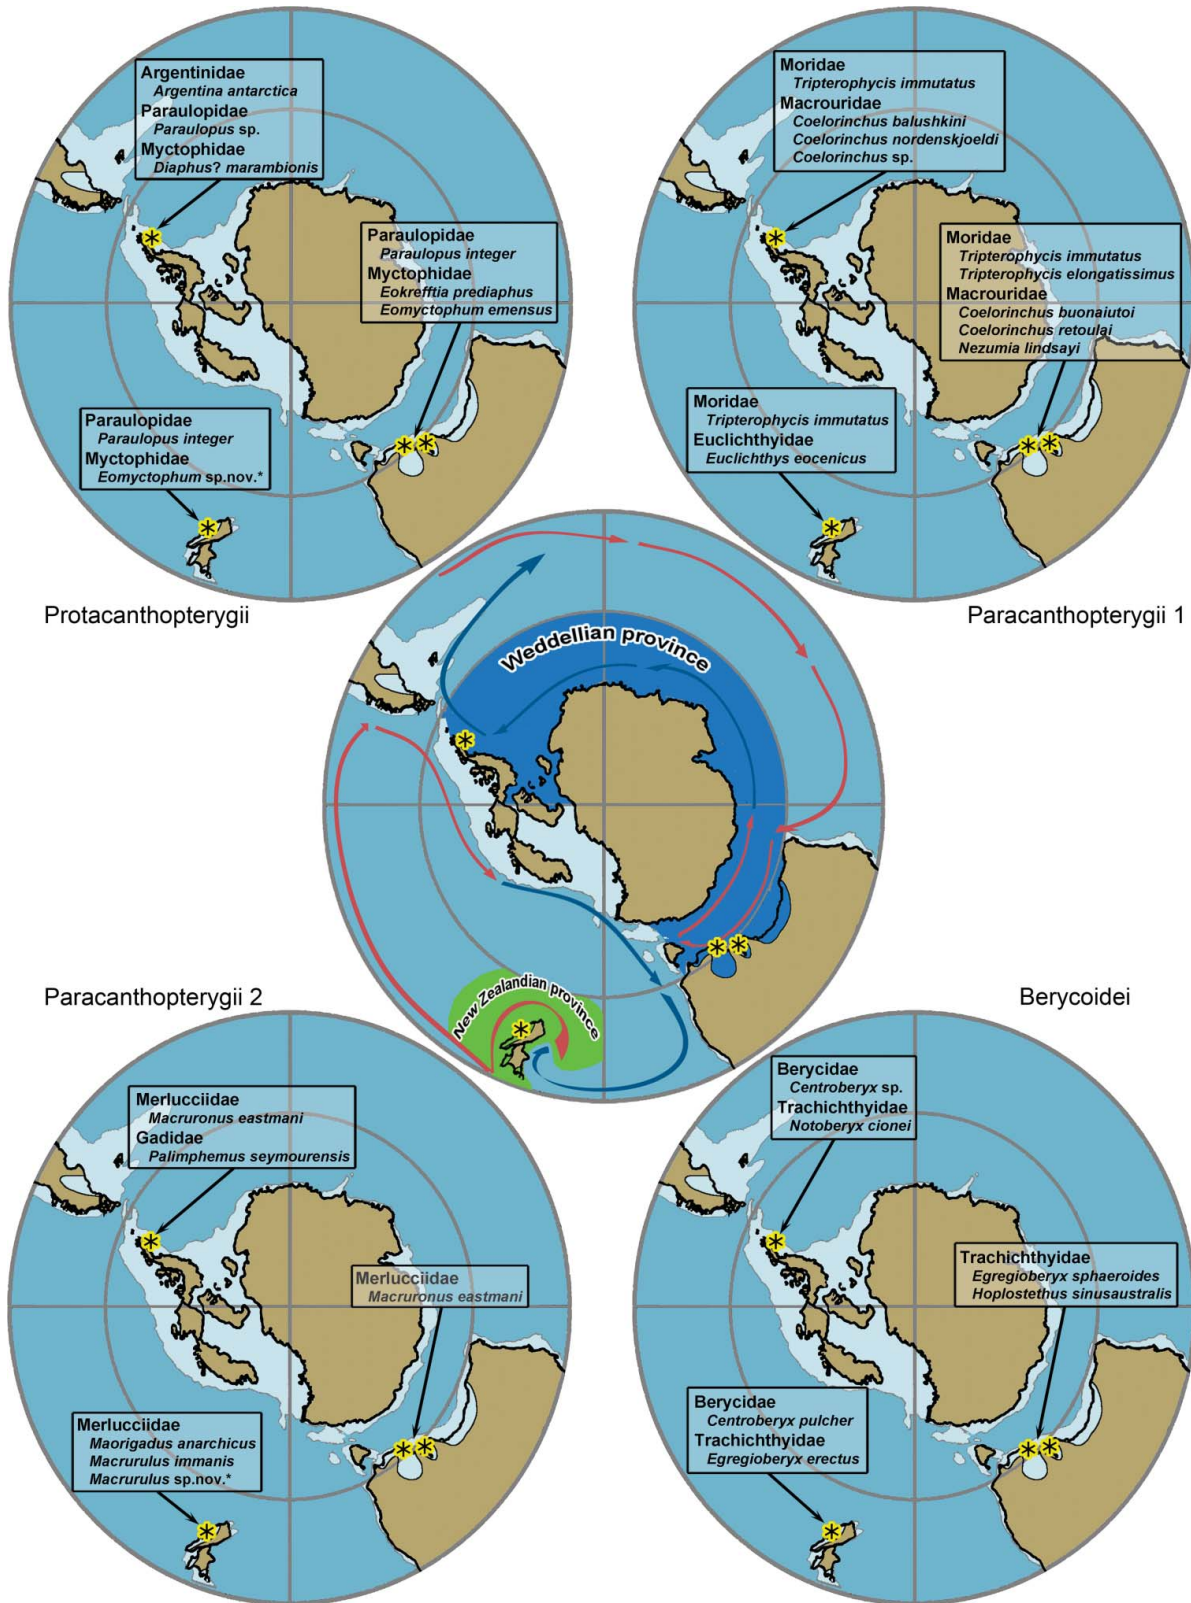 Argentinidae
Argentina antarctica
Paraulopidae
Paraulopus sp.
Myctophidae
Diaphus? marambionis
Paraulopidae
Paraulopus integer
Myctophidae
Eokrefftia prediaphus
Eomyctophum emensus
Paraulopidae
Paraulopus integer
Myctophidae
Eomyctophum sp.nov.*
Protacanthopterygii
Moridae
Tripterophycis immutatus
Macrouridae
Coelorinchus balushkini
Coelorinchus nordenskjoeldi
Coelorinchus sp.
Moridae
Tripterophycis immutatus
Tripterophycis elongatissimus
Macrouridae
Coelorinchus buonaiutoi
Coelorinchus retoulai
Nezumia lindsayi
Moridae
Tripterophycis immutatus
Euclichthyidae
Euclichthys eocenicus
Paracanthopterygii 1
Weddellian province
New Zealandian province
Paracanthopterygii 2
Merlucciidae
Macruronus eastmani
Gadidae
Palimphemus seymourensis
Merlucciidae
Macruronus eastmani
Merlucciidae
Maorigadus anarchicus
Macrurulus immanis
Macrurulus sp.nov.*
Berycoidei
Berycidae
Centroberyx sp.
Trachichthyidae
Notoberyx cionei
Trachichthyidae
Egregioberyx sphaeroides
Hoplostethus sinusaustralis
Berycidae
Centroberyx pulcher
Trachichthyidae
Egregioberyx erectus